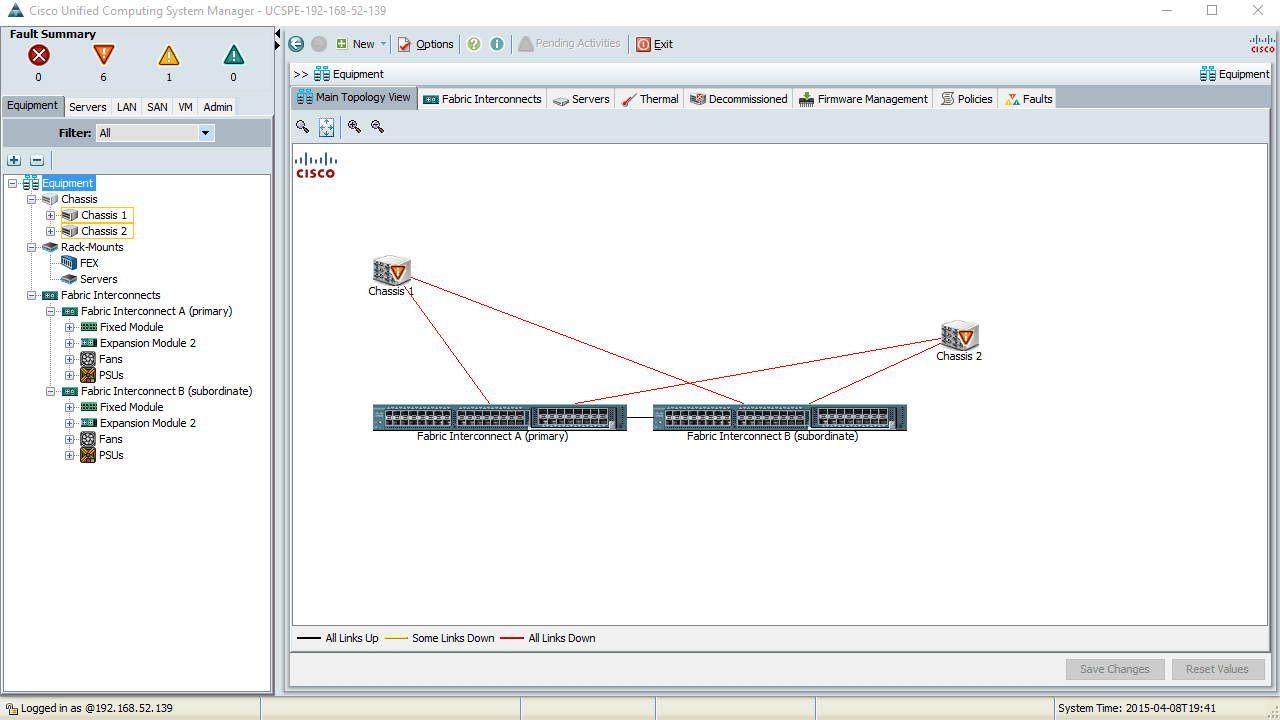 Cisco Unified Computing System Manager - UCSPE-192-168-52-139
Fault Summary
0 6 1 0
New Options Pending Activities Exit
CISCO
>> Equipment Equipment
Equipment Servers LAN SAN VM Admin
Main Topology View Fabric Interconnects Servers Thermal Decommissioned Firmware Management Policies Faults
Filter: All
Equipment
Chassis
Chassis 1
Chassis 2
Rack-Mounts
FEX
Servers
Fabric Interconnects
Fabric Interconnect A (primary)
Fixed Module
Expansion Module 2
Fans
PSUs
Fabric Interconnect B (subordinate)
Fixed Module
Expansion Module 2
Fans
PSUs
CISCO
Chassis 1
Chassis 2
Fabric Interconnect A (primary) Fabric Interconnect B (subordinate)
All Links Up Some Links Down All Links Down
Save Changes Reset Values
Logged in as @192.168.52.139 System Time: 2015-04-08T19:41